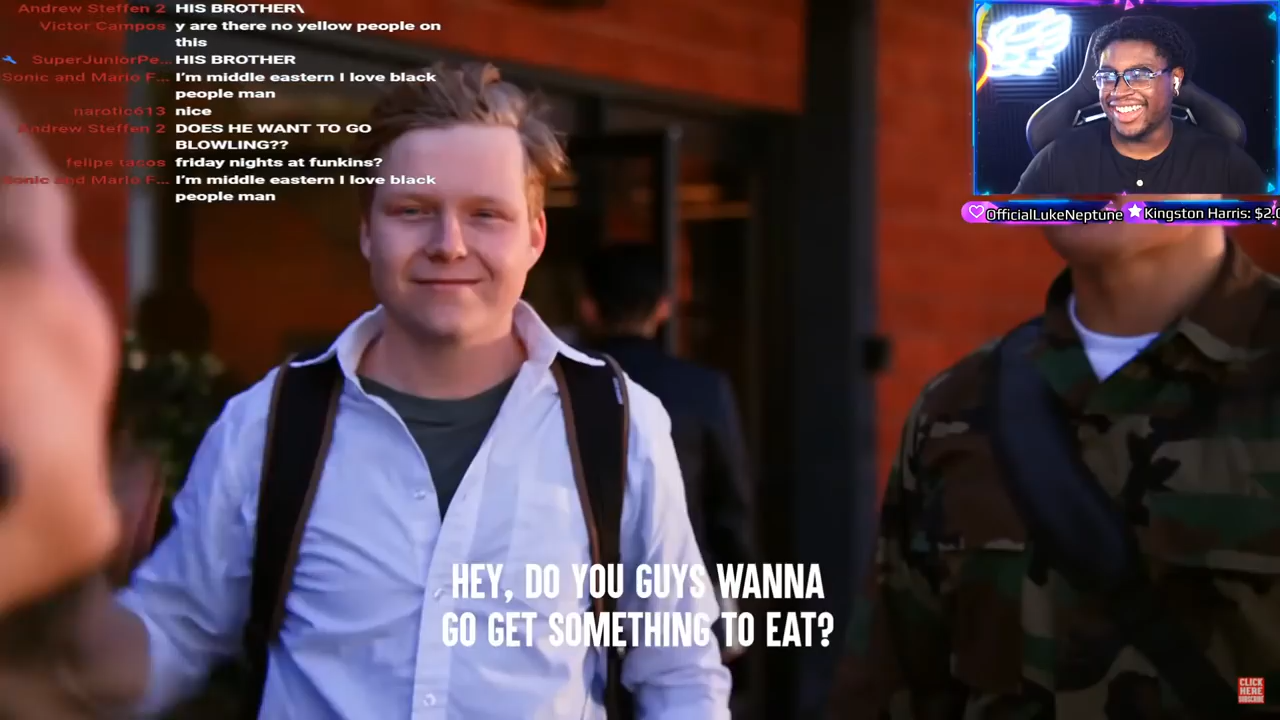 Andrew Steffen 2 HIS BROTHER\
Victor Campos y are there no yellow people on
this
SuperJuniorPe... HIS BROTHER
Sonic and Mario F... I'm middle eastern I love black
people man
narotic613 nice
Andrew Steffen 2 DOES HE WANT TO GO
BLOWLING??
felipe tacos friday nights at funkins?
Sonic and Mario F... I'm middle eastern I love black
people man
OfficialLukeNeptune Kingston Harris: $2.0
HEY, DO YOU GUYS WANNA
GO GET SOMETHING TO EAT?
CLICK
HERE
SUBSCRIBE